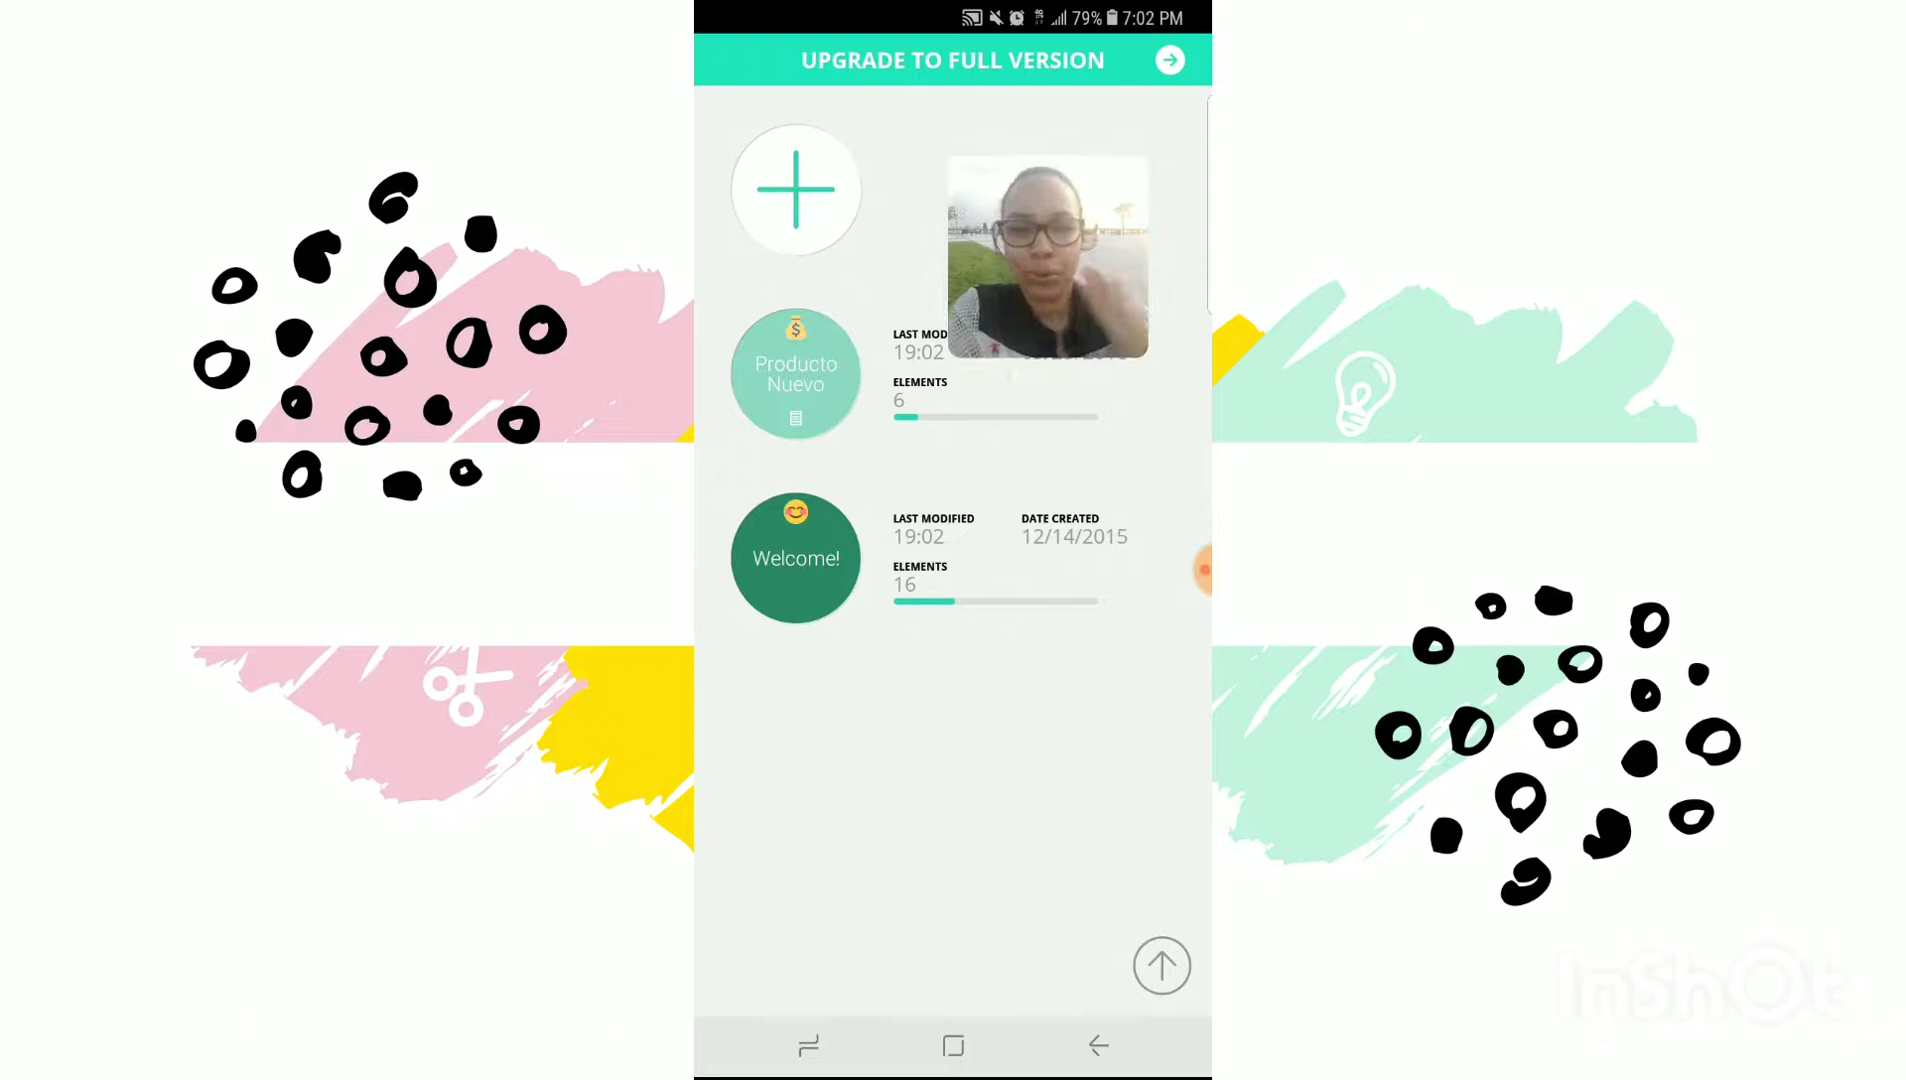 79% 7:02 PM
UPGRADE TO FULL VERSION
Producto
Nuevo
LAST MOD
19:02
ELEMENTS
6
Welcome!
LAST MODIFIED
19:02
DATE CREATED
12/14/2015
ELEMENTS
16
InShOt